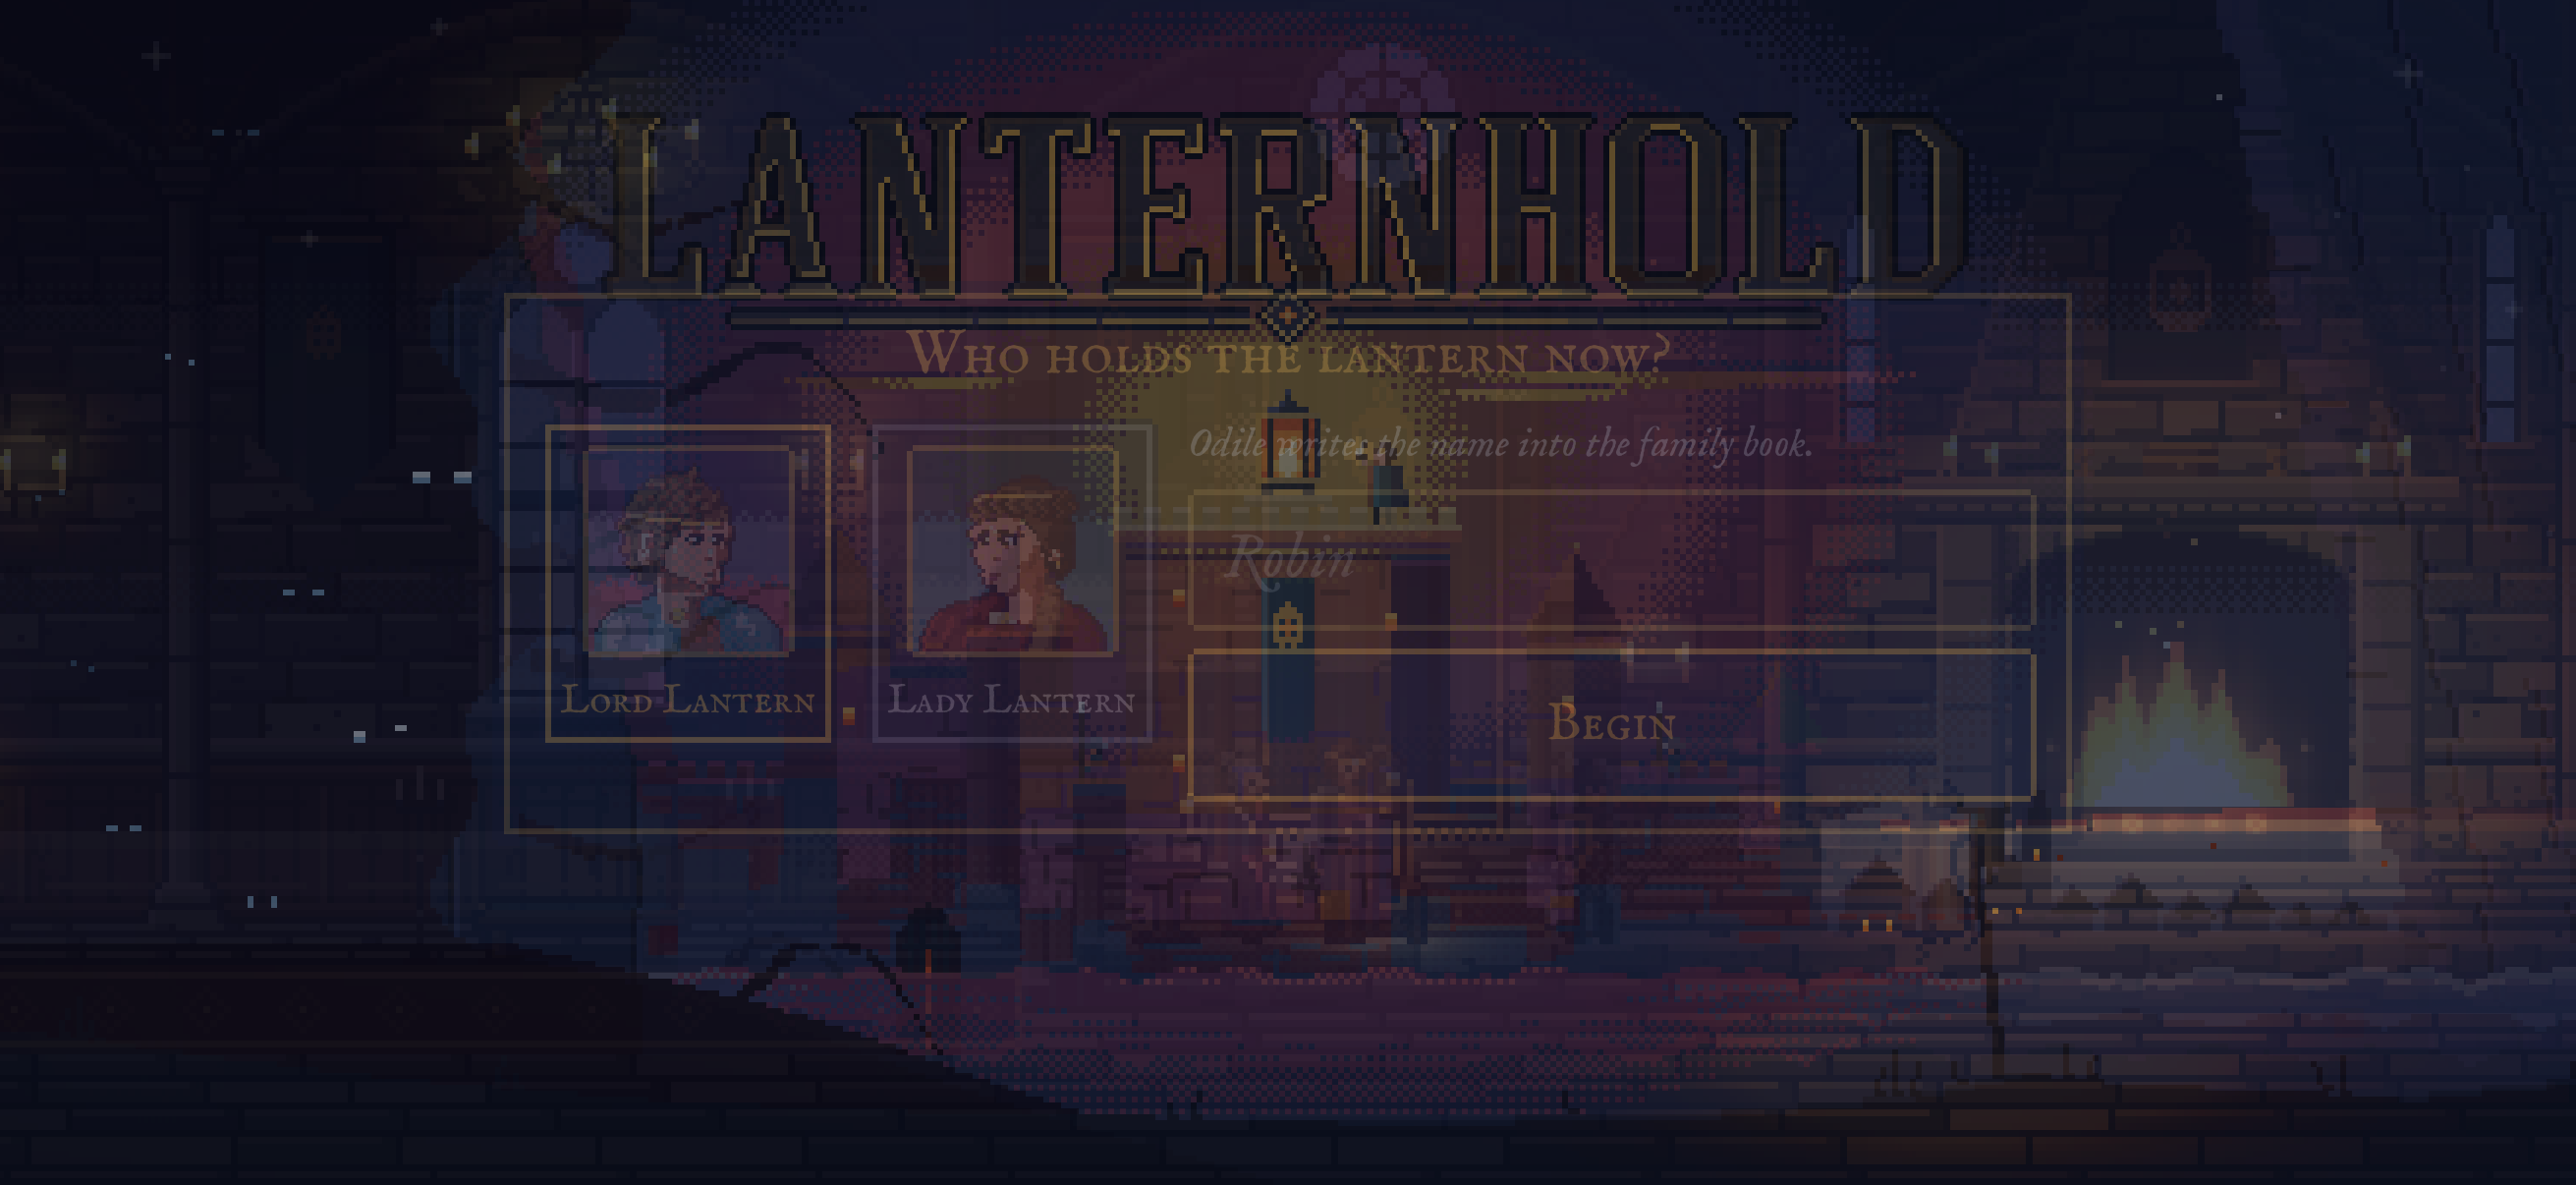 LANTERNHOLD
Who holds the lantern now?
Odile writes the name into the family book.
Robin
Lord Lantern
Lady Lantern
Begin